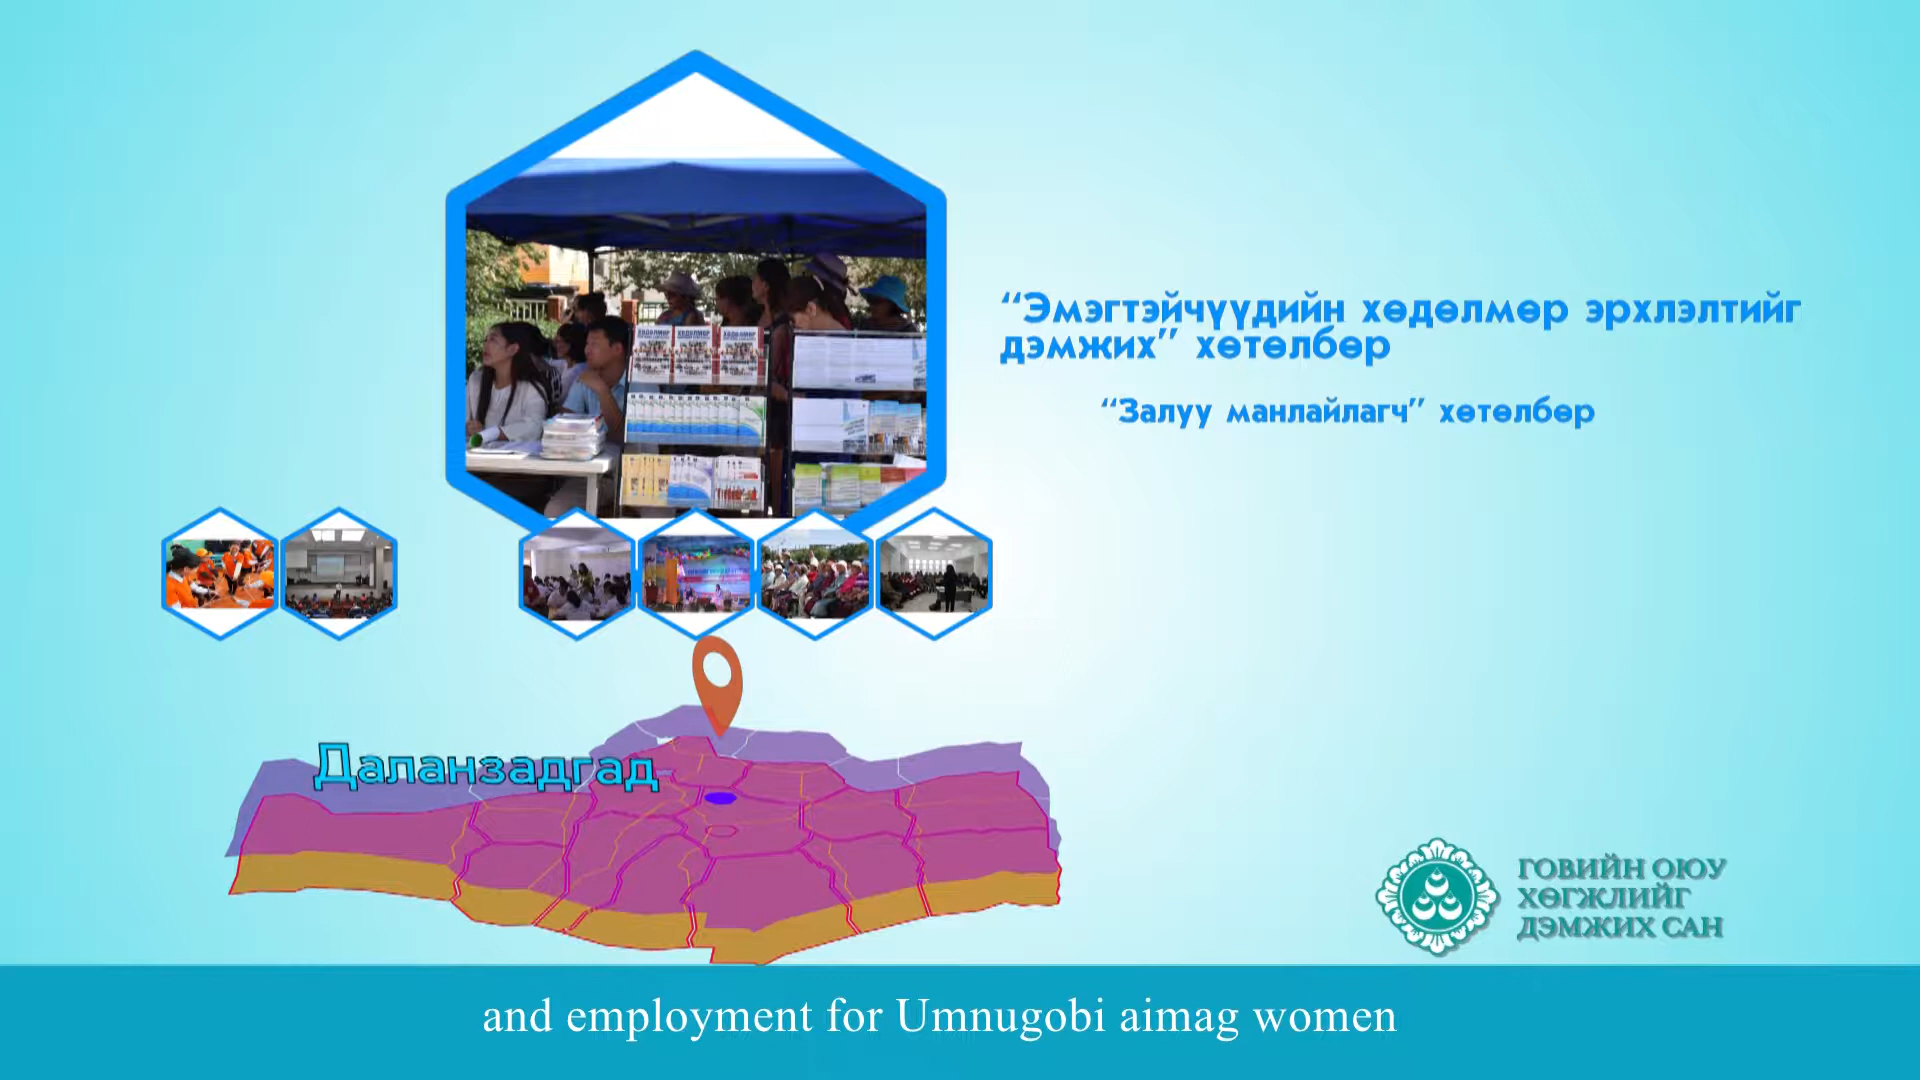 “Эмэгтэйчүүдийн хөдөлмөр эрхлэлтийг
дэмжих” хөтөлбөр
“Залуу манлайлагч” хөтөлбөр
Даланзадгад
ГОВИЙН ОЮУ
ХӨГЖЛИЙГ
ДЭМЖИХ САН
and employment for Umnugobi aimag women